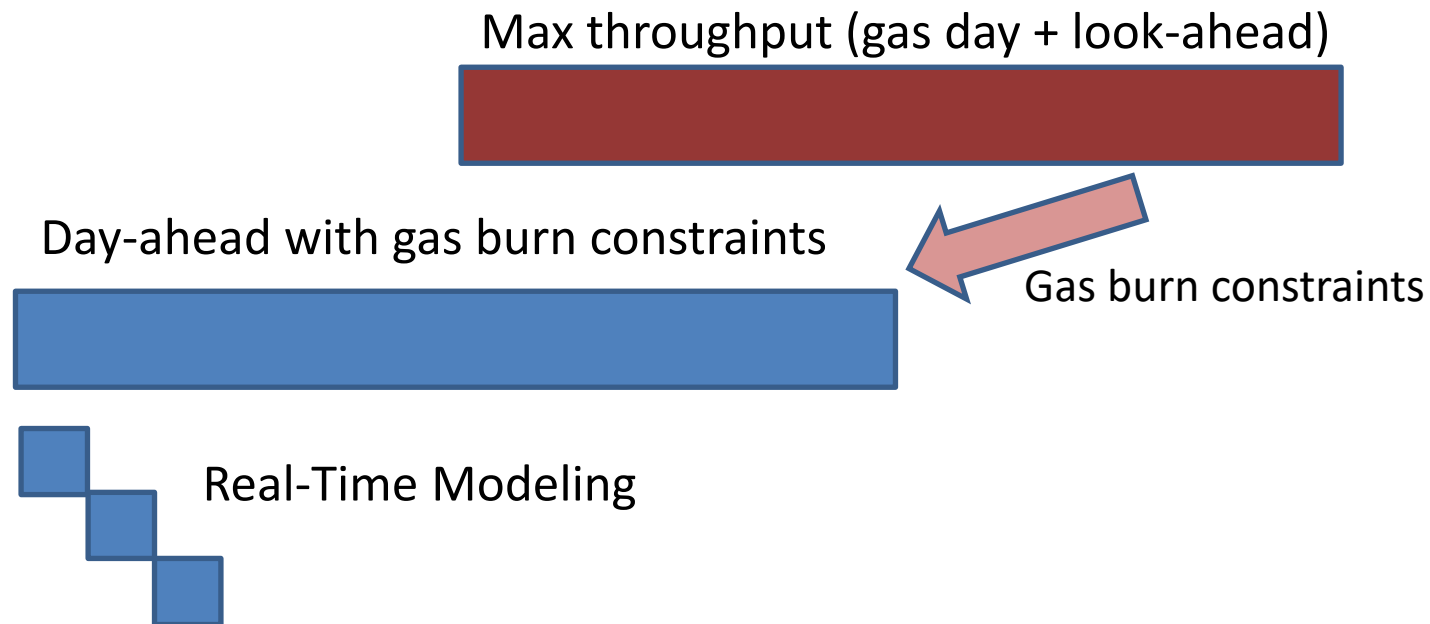 Max throughput (gas day + look-ahead)
Day-ahead with gas burn constraints
Gas burn constraints
Real-Time Modeling